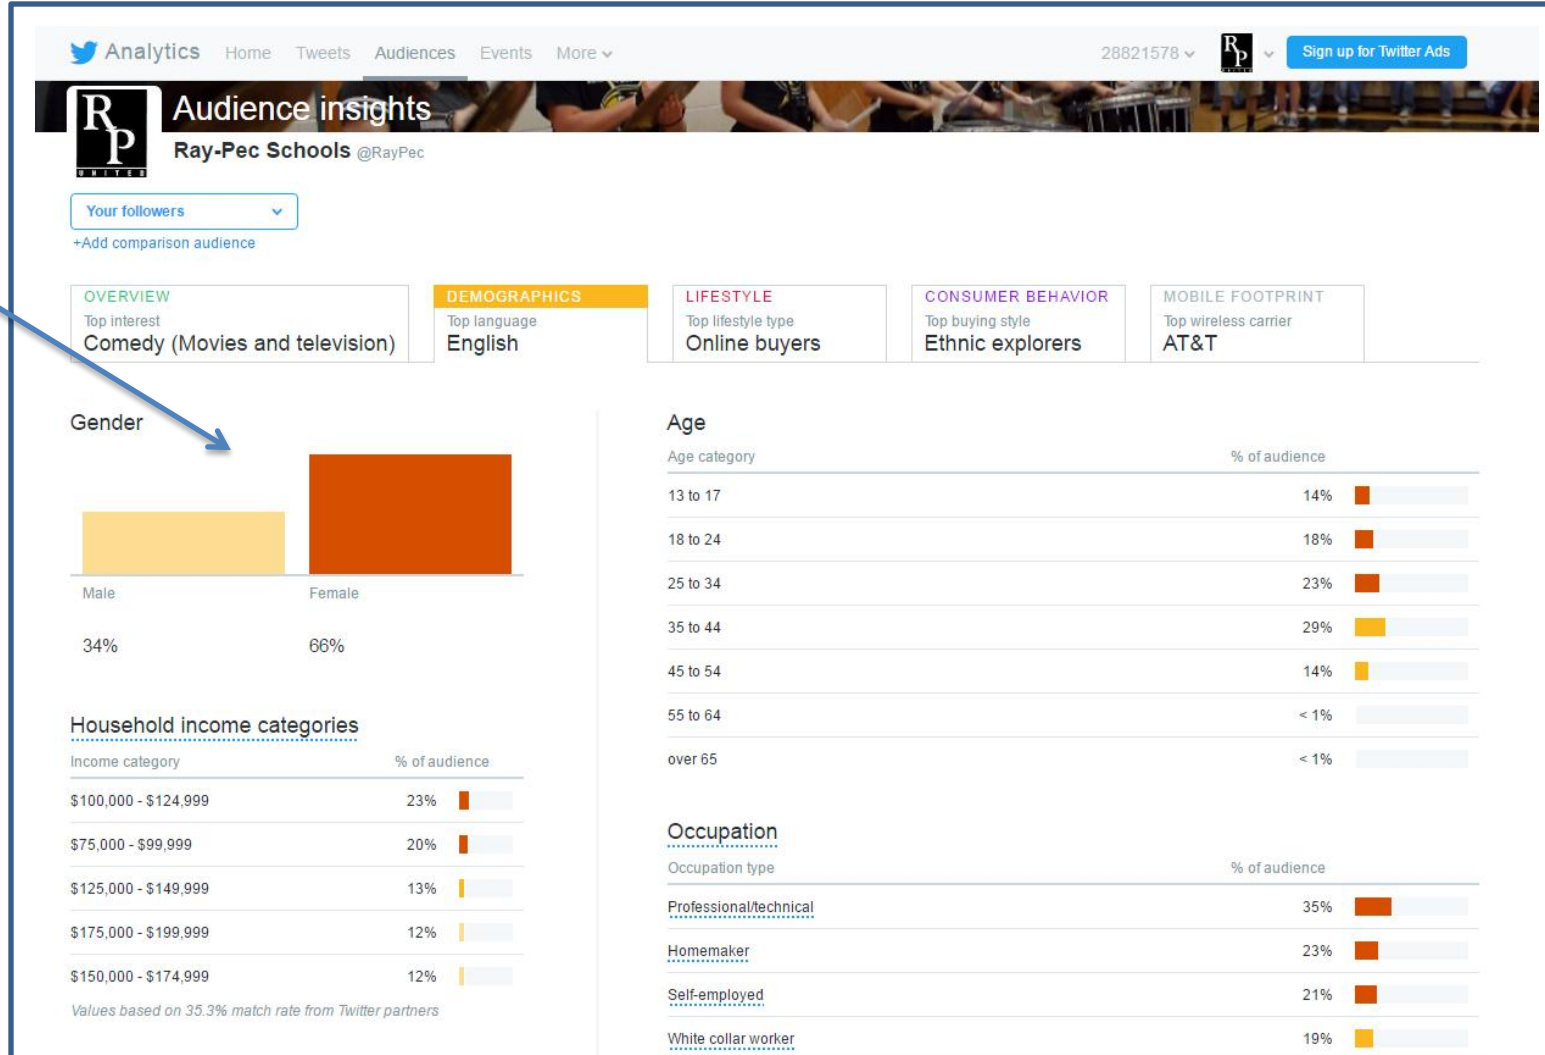 Analytics Home Tweets Audiences Events More 28821578 RP UNITED Sign up for Twitter Ads
RP UNITED
Audience insights
Ray-Pec Schools @RayPec
Your followers
+Add comparison audience
OVERVIEW
Top interest
Comedy (Movies and television)
DEMOGRAPHICS
Top language
English
LIFESTYLE
Top lifestyle type
Online buyers
CONSUMER BEHAVIOR
Top buying style
Ethnic explorers
MOBILE FOOTPRINT
Top wireless carrier
AT&T
Gender
Male Female
34% 66%
Household income categories
Income category % of audience
$100,000 - $124,999 23%
$75,000 - $99,999 20%
$125,000 - $149,999 13%
$175,000 - $199,999 12%
$150,000 - $174,999 12%
Values based on 35.3% match rate from Twitter partners
Age
Age category % of audience
13 to 17 14%
18 to 24 18%
25 to 34 23%
35 to 44 29%
45 to 54 14%
55 to 64 < 1%
over 65 < 1%
Occupation
Occupation type % of audience
Professional/technical 35%
Homemaker 23%
Self-employed 21%
White collar worker 19%